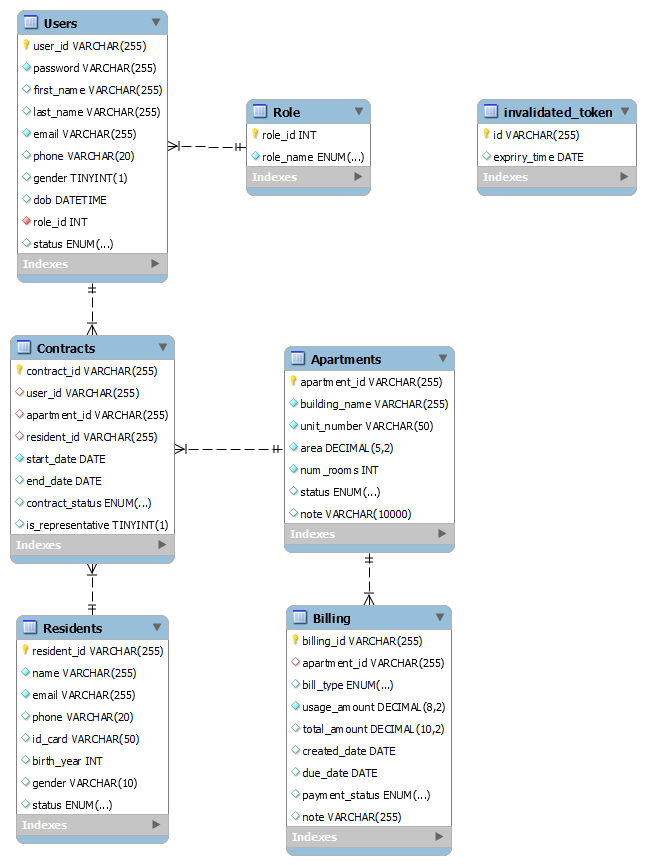 Users
user_id VARCHAR(255)
password VARCHAR(255)
first_name VARCHAR(255)
last_name VARCHAR(255)
email VARCHAR(255)
phone VARCHAR(20)
gender TINYINT(1)
dob DATETIME
role_id INT
status ENUM(...)
Indexes
Role
role_id INT
role_name ENUM(...)
Indexes
invalidated_token
id VARCHAR(255)
expriry_time DATE
Indexes
Contracts
contract_id VARCHAR(255)
user_id VARCHAR(255)
apartment_id VARCHAR(255)
resident_id VARCHAR(255)
start_date DATE
end_date DATE
contract_status ENUM(...)
is_representative TINYINT(1)
Indexes
Apartments
apartment_id VARCHAR(255)
building_name VARCHAR(255)
unit_number VARCHAR(50)
area DECIMAL(5,2)
num_rooms INT
status ENUM(...)
note VARCHAR(10000)
Indexes
Residents
resident_id VARCHAR(255)
name VARCHAR(255)
email VARCHAR(255)
phone VARCHAR(20)
id_card VARCHAR(50)
birth_year INT
gender VARCHAR(10)
status ENUM(...)
Indexes
Billing
billing_id VARCHAR(255)
apartment_id VARCHAR(255)
bill_type ENUM(...)
usage_amount DECIMAL(8,2)
total_amount DECIMAL(10,2)
created_date DATE
due_date DATE
payment_status ENUM(...)
note VARCHAR(255)
Indexes